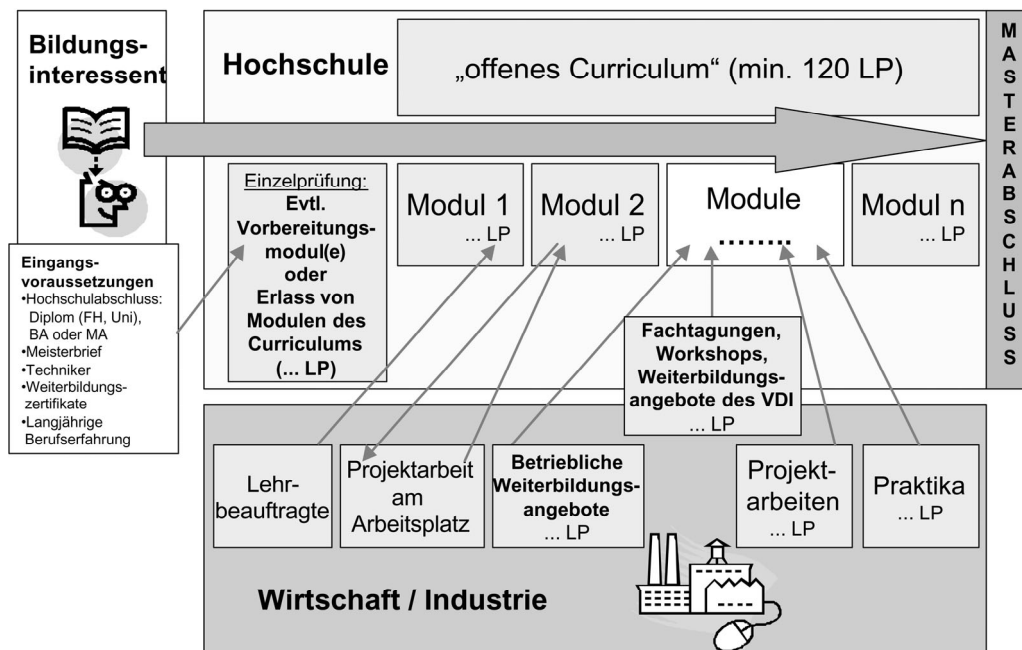 Bildungs-
interessent
Eingangs-
voraussetzungen
•Hochschulabschluss:
Diplom (FH, Uni),
BA oder MA
•Meisterbrief
•Techniker
•Weiterbildungs-
zertifikate
•Langjährige
Berufserfahrung
Hochschule
„offenes Curriculum“ (min. 120 LP)
Einzelprüfung:
Evtl.
Vorbereitungs-
modul(e)
oder
Erlass von
Modulen des
Curriculums
(... LP)
Modul 1
... LP
Modul 2
... LP
Module
........
Modul n
... LP
Fachtagungen,
Workshops,
Weiterbildungs-
angebote des VDI
... LP
Lehr-
beauftragte
Projektarbeit
am
Arbeitsplatz
Betriebliche
Weiterbildungs-
angebote
... LP
Projekt-
arbeiten
... LP
Praktika
... LP
Wirtschaft / Industrie
MASTERABSCHLUSS